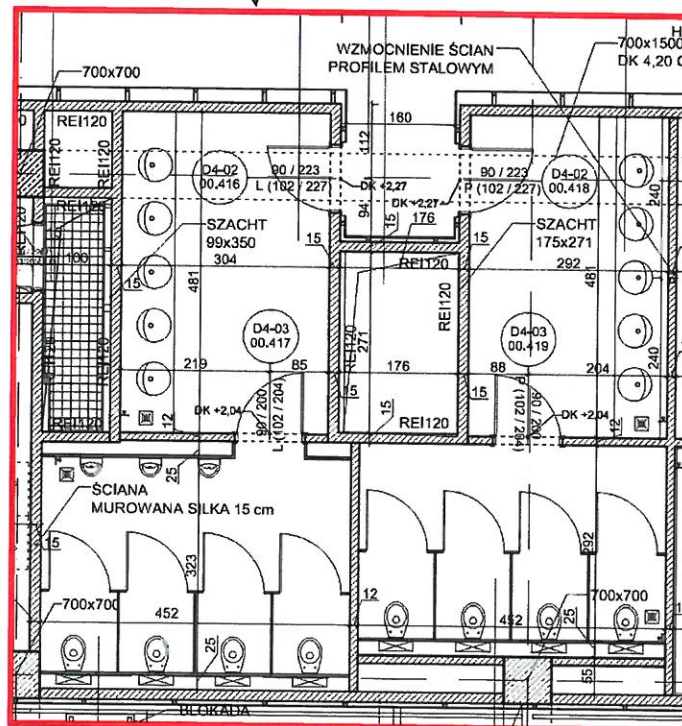 H
WZMOCNIENIE ŚCIAN
PROFILEM STALOWYM
700x1500
DK 4,20
700x700
160
REI120
REI120
REI120
112
D4-02
00.416
90 / 223
L (102 / 227)
DK +2,27
DK +2,27
90 / 223
P (102 / 227)
D4-02
00.418
240
REI120
94
15
176
SZACHT
99x350
304
SZACHT
175x271
292
100
15
15
15
REI120
REI120
481
481
REI120
271
D4-03
00.417
D4-03
00.419
219
85
176
88
204
240
REI120
15
15
12
DK +2,04
90 / 200
L (102 / 204)
90 / 200
P (102 / 204)
DK +2,04
12
REI120
15
REI120
25
ŚCIANA
MUROWANA SILKA 15 cm
15
323
292
700x700
452
12
452
700x700
25
25
55
BLOKADA